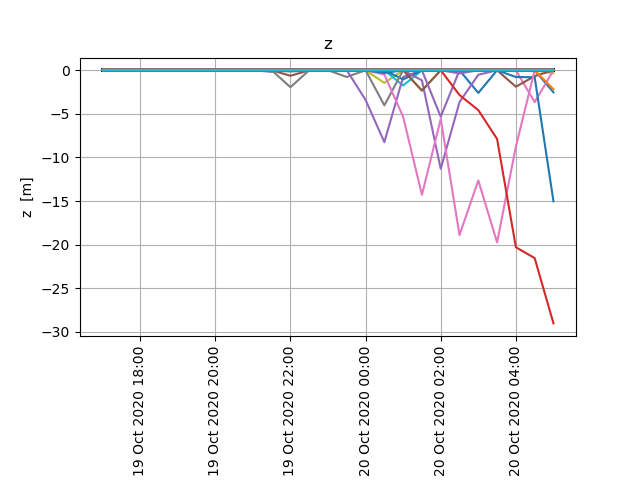 z
z [m]
0
−5
−10
−15
−20
−25
−30
19 Oct 2020 18:00
19 Oct 2020 20:00
19 Oct 2020 22:00
20 Oct 2020 00:00
20 Oct 2020 02:00
20 Oct 2020 04:00